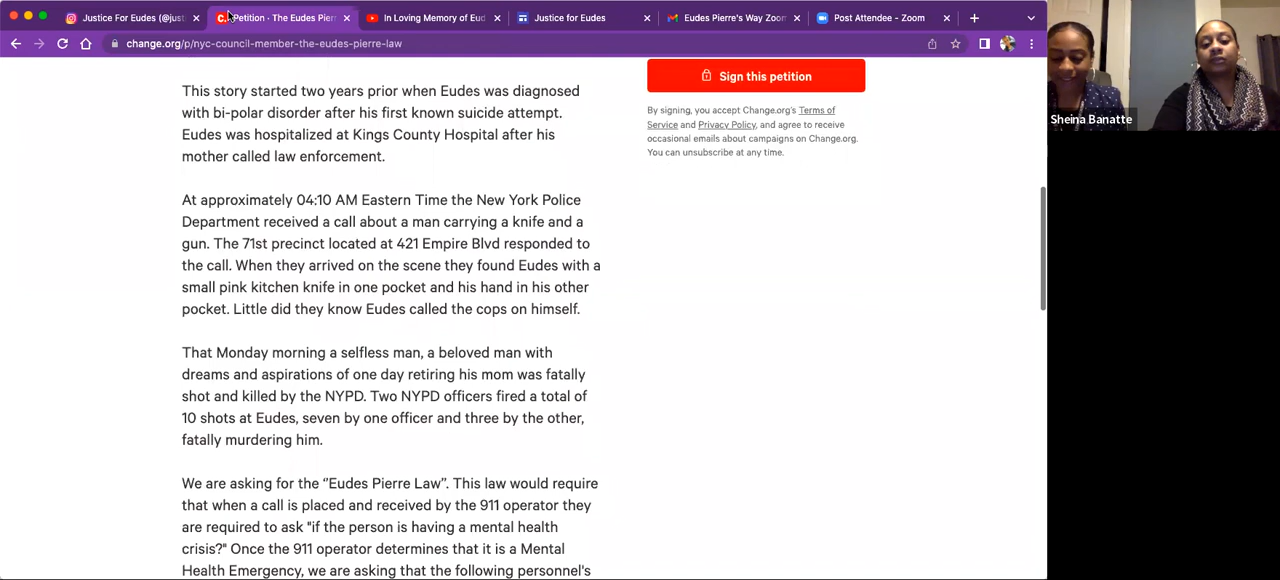 Justice For Eudes (@just
Petition · The Eudes Pierr
In Loving Memory of Eud
Justice for Eudes
Eudes Pierre's Way Zoom
Post Attendee - Zoom
change.org/p/nyc-council-member-the-eudes-pierre-law
This story started two years prior when Eudes was diagnosed
with bi-polar disorder after his first known suicide attempt.
Eudes was hospitalized at Kings County Hospital after his
mother called law enforcement.
At approximately 04:10 AM Eastern Time the New York Police
Department received a call about a man carrying a knife and a
gun. The 71st precinct located at 421 Empire Blvd responded to
the call. When they arrived on the scene they found Eudes with a
small pink kitchen knife in one pocket and his hand in his other
pocket. Little did they know Eudes called the cops on himself.
That Monday morning a selfless man, a beloved man with
dreams and aspirations of one day retiring his mom was fatally
shot and killed by the NYPD. Two NYPD officers fired a total of
10 shots at Eudes, seven by one officer and three by the other,
fatally murdering him.
We are asking for the “Eudes Pierre Law”. This law would require
that when a call is placed and received by the 911 operator they
are required to ask "if the person is having a mental health
crisis?" Once the 911 operator determines that it is a Mental
Health Emergency, we are asking that the following personnel's
Sign this petition
By signing, you accept Change.org's Terms of
Service and Privacy Policy, and agree to receive
occasional emails about campaigns on Change.org.
You can unsubscribe at any time.
Sheina Banatte